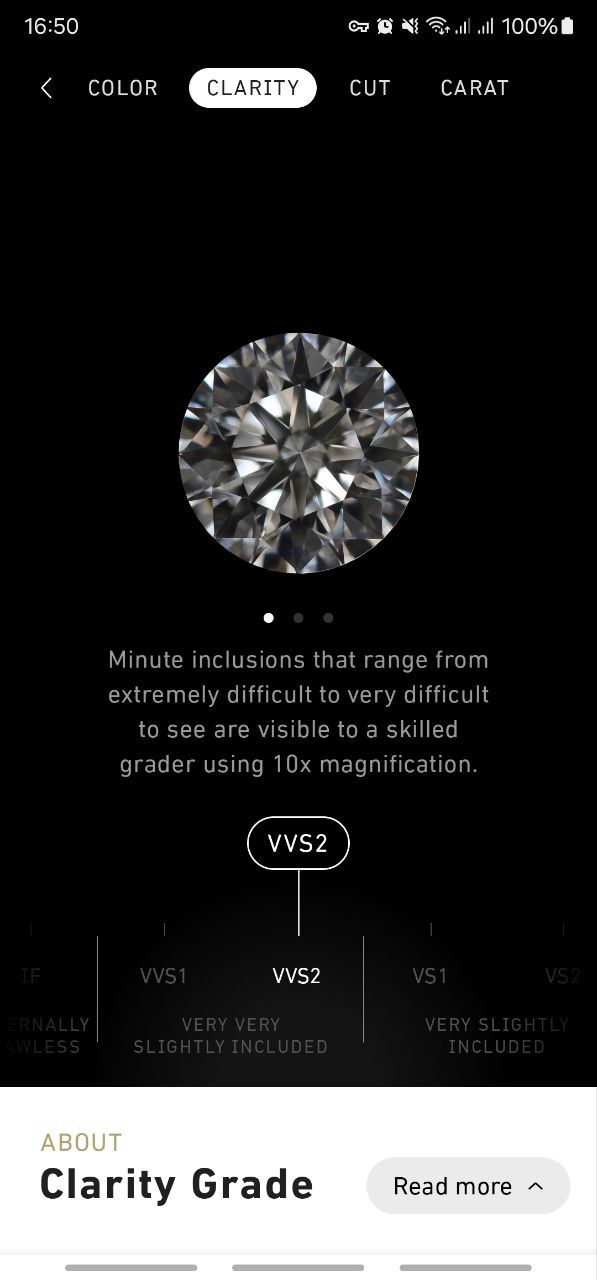 16:50
100%
COLOR CLARITY CUT CARAT
Minute inclusions that range from
extremely difficult to very difficult
to see are visible to a skilled
grader using 10x magnification.
VVS2
IF VVS1 VVS2 VS1 VS2
ERNALLY VERY VERY VERY SLIGHTLY
AWLESS SLIGHTLY INCLUDED INCLUDED
ABOUT
Clarity Grade
Read more